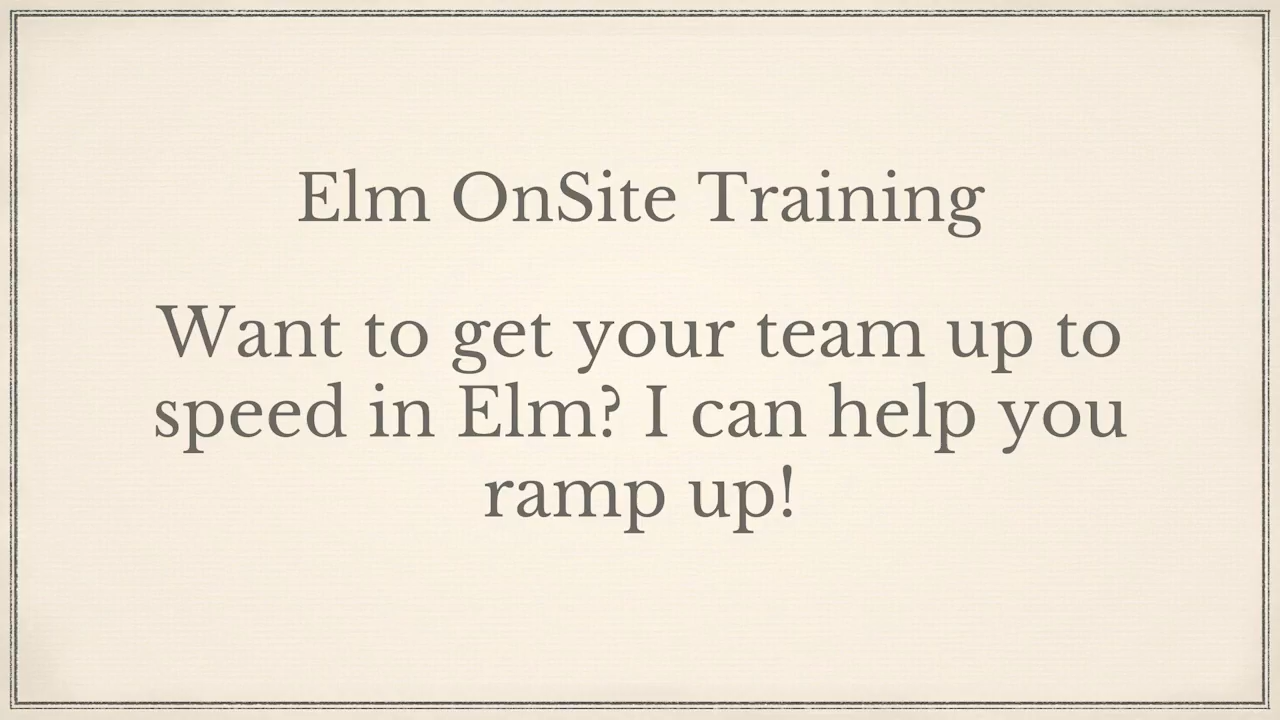 Elm OnSite Training
Want to get your team up to
speed in Elm? I can help you
ramp up!